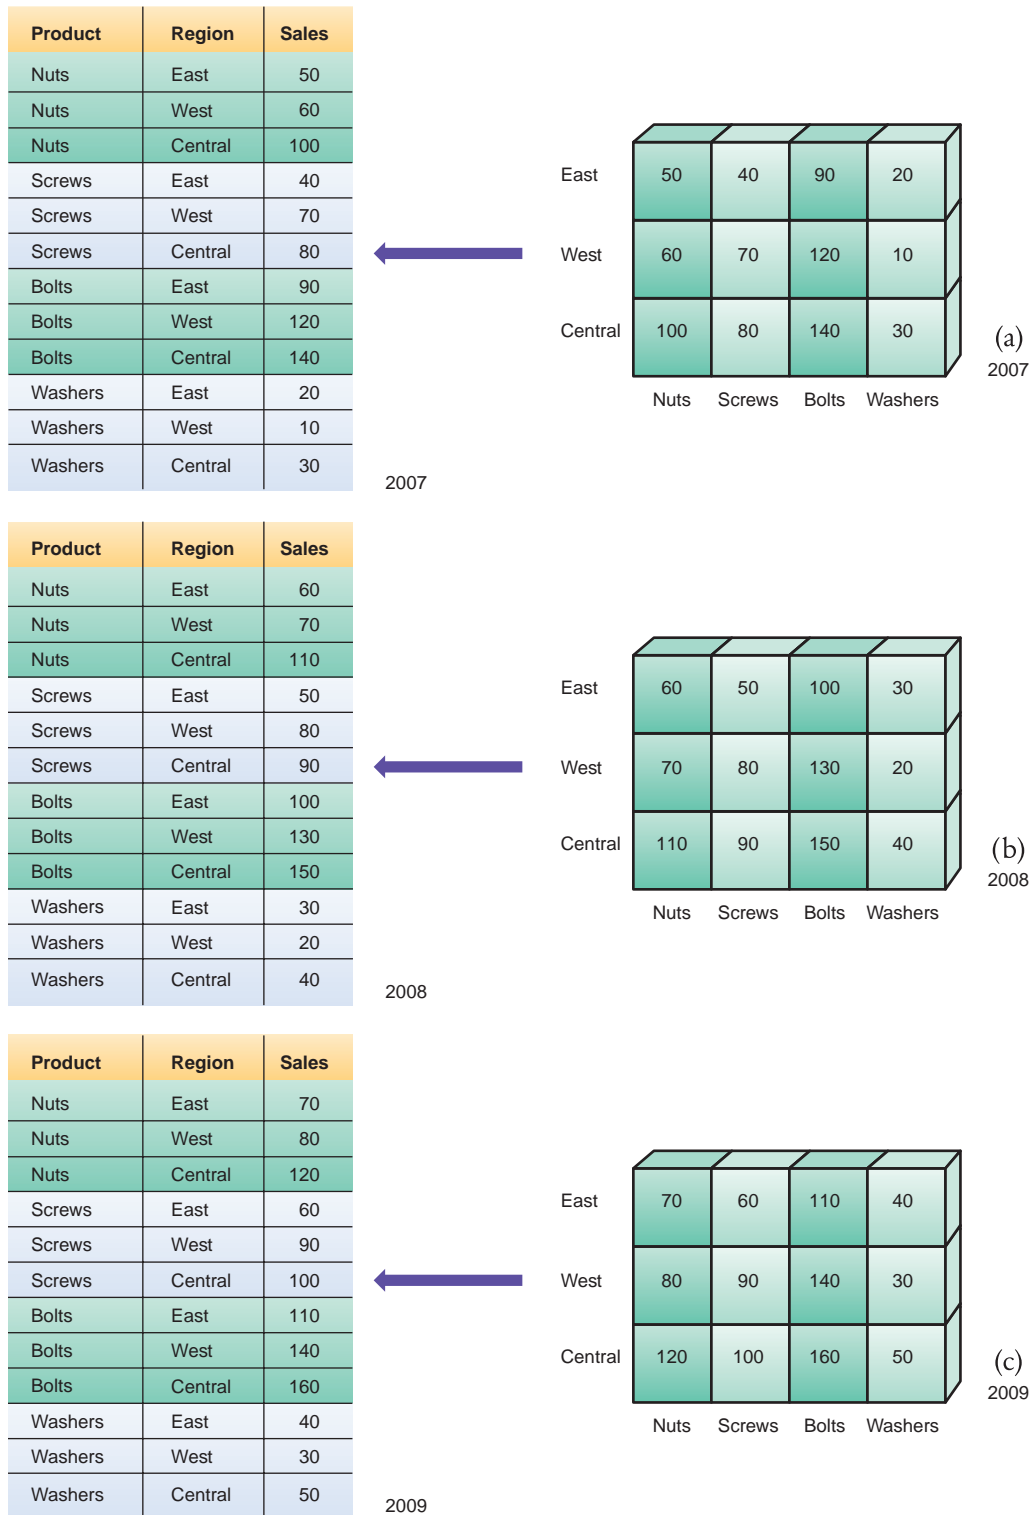 Product Region Sales
Nuts East 50
Nuts West 60
Nuts Central 100
Screws East 40
Screws West 70
Screws Central 80
Bolts East 90
Bolts West 120
Bolts Central 140
Washers East 20
Washers West 10
Washers Central 30
2007
East 50 40 90 20
West 60 70 120 10
Central 100 80 140 30
Nuts Screws Bolts Washers
(a)
2007
Product Region Sales
Nuts East 60
Nuts West 70
Nuts Central 110
Screws East 50
Screws West 80
Screws Central 90
Bolts East 100
Bolts West 130
Bolts Central 150
Washers East 30
Washers West 20
Washers Central 40
2008
East 60 50 100 30
West 70 80 130 20
Central 110 90 150 40
Nuts Screws Bolts Washers
(b)
2008
Product Region Sales
Nuts East 70
Nuts West 80
Nuts Central 120
Screws East 60
Screws West 90
Screws Central 100
Bolts East 110
Bolts West 140
Bolts Central 160
Washers East 40
Washers West 30
Washers Central 50
2009
East 70 60 110 40
West 80 90 140 30
Central 120 100 160 50
Nuts Screws Bolts Washers
(c)
2009